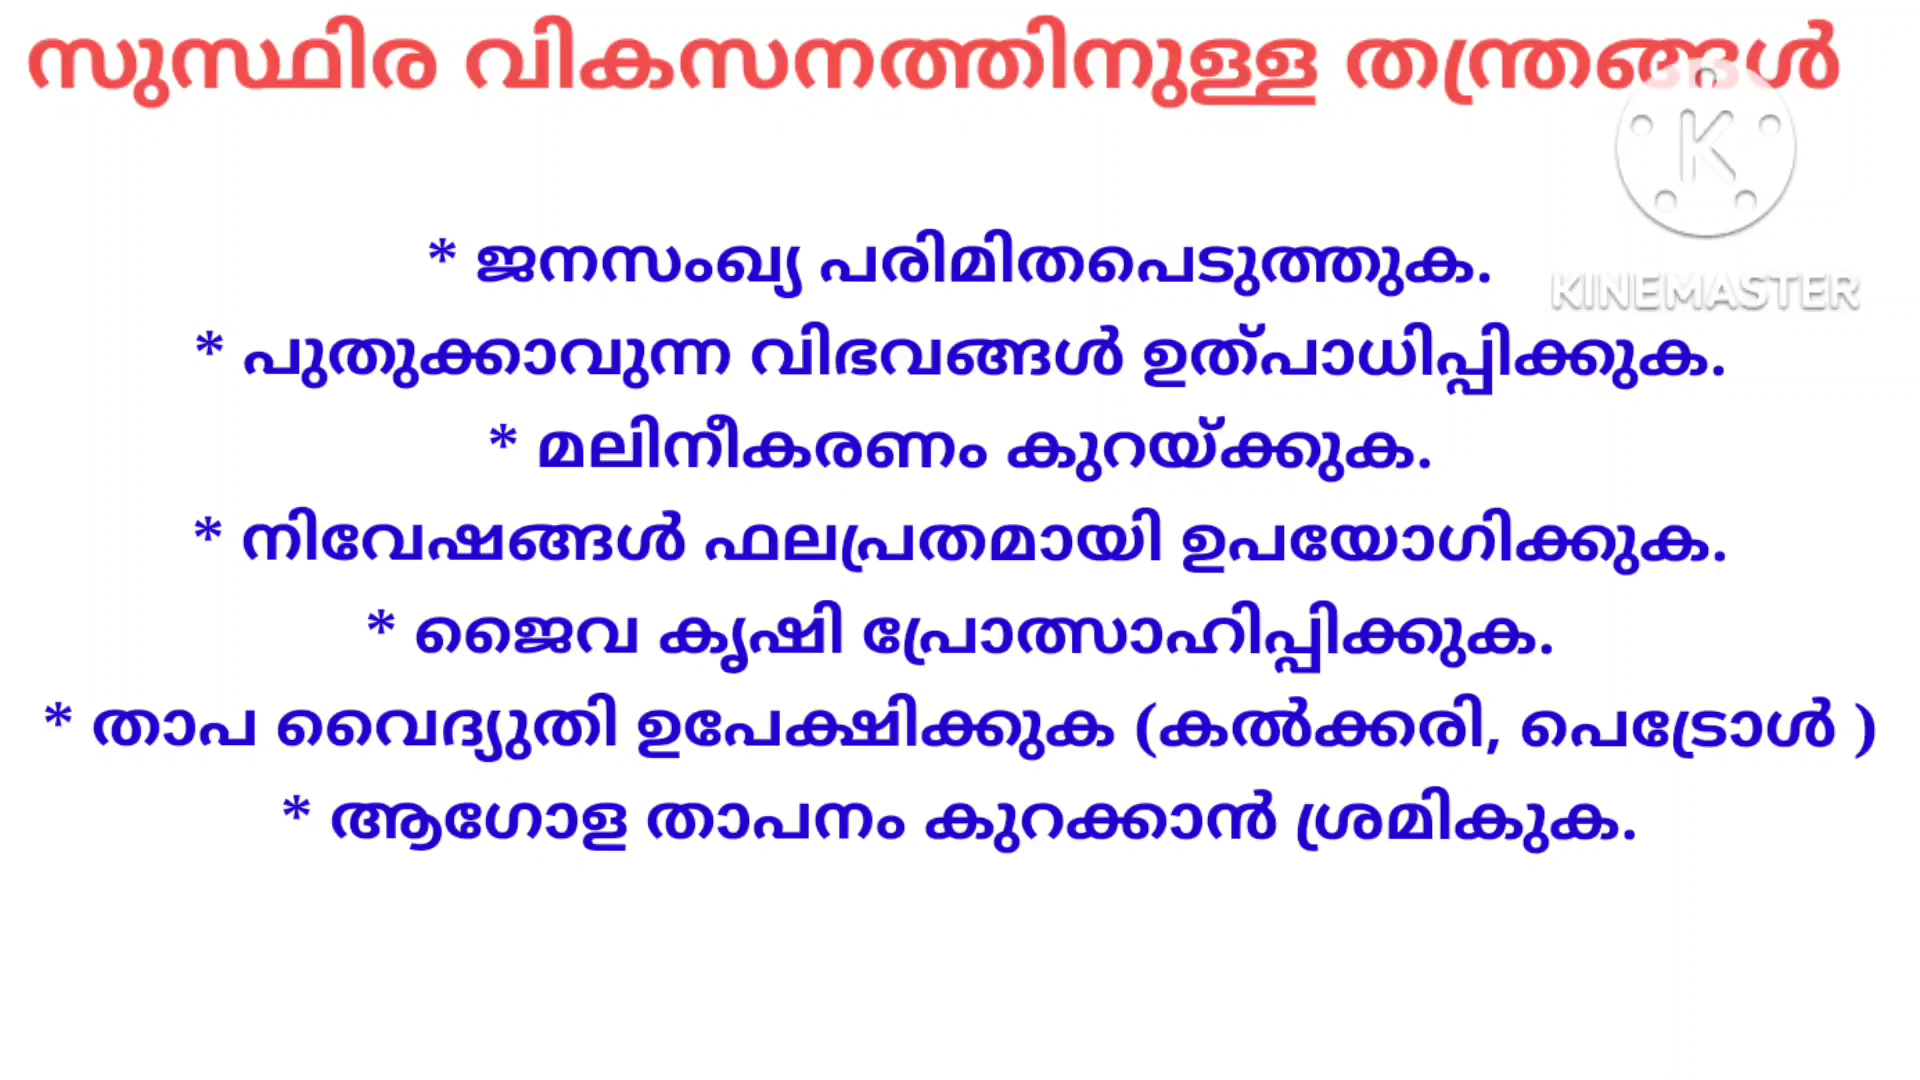 സുസ്ഥിര വികസനത്തിനുള്ള തന്ത്രങ്ങൾ
* ജനസംഖ്യ പരിമിതപെടുത്തുക.
KINEMASTER
* പുതുക്കാവുന്ന വിഭവങ്ങൾ ഉത്പാധിപ്പിക്കുക.
* മലിനീകരണം കുറയ്ക്കുക.
* നിവേഷങ്ങൾ ഫലപ്രതമായി ഉപയോഗിക്കുക.
* ജൈവ കൃഷി പ്രോത്സാഹിപ്പിക്കുക.
* താപ വൈദ്യുതി ഉപേക്ഷിക്കുക (കൽക്കരി, പെട്രോൾ )
* ആഗോള താപനം കുറക്കാൻ ശ്രമികുക.